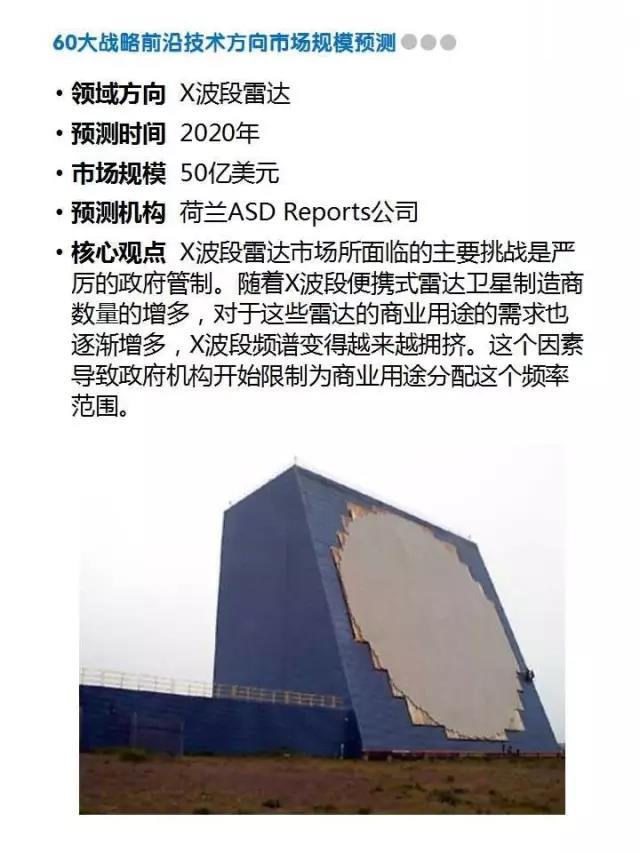 60大战略前沿技术方向市场规模预测
• 领域方向 X波段雷达
• 预测时间 2020年
• 市场规模 50亿美元
• 预测机构 荷兰ASD Reports公司
• 核心观点 X波段雷达市场所面临的主要挑战是严
厉的政府管制。随着X波段便携式雷达卫星制造商
数量的增多，对于这些雷达的商业用途的需求也
逐渐增多，X波段频谱变得越来越拥挤。这个因素
导致政府机构开始限制为商业用途分配这个频率
范围。